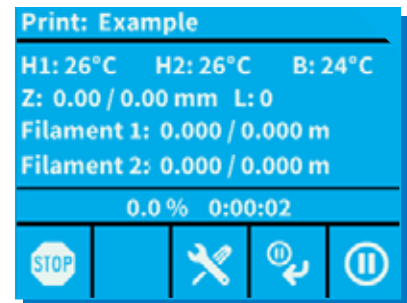 Print: Example
H1: 26°C H2: 26°C B: 24°C
Z: 0.00 / 0.00 mm L: 0
Filament 1: 0.000 / 0.000 m
Filament 2: 0.000 / 0.000 m
0.0 % 0:00:02
STOP